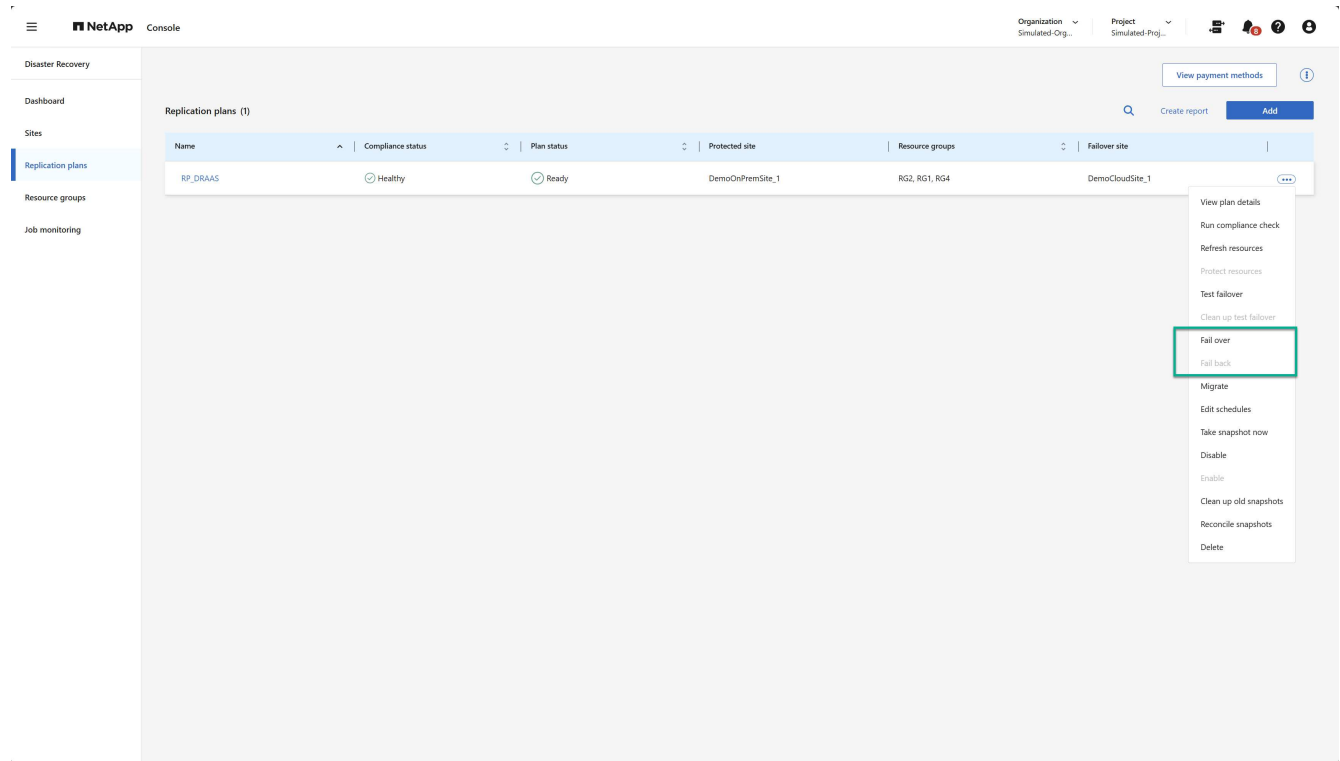 NetApp Console
Organization
Simulated-Org...
Project
Simulated-Proj...
8
Disaster Recovery
Dashboard
Sites
Replication plans
Resource groups
Job monitoring
View payment methods
Replication plans (1)
Create report
Add
Name Compliance status Plan status Protected site Resource groups Failover site
RP_DRAAS Healthy Ready DemoOnPremSite_1 RG2, RG1, RG4 DemoCloudSite_1
View plan details
Run compliance check
Refresh resources
Protect resources
Test failover
Clean up test failover
Fail over
Fail back
Migrate
Edit schedules
Take snapshot now
Disable
Enable
Clean up old snapshots
Reconcile snapshots
Delete